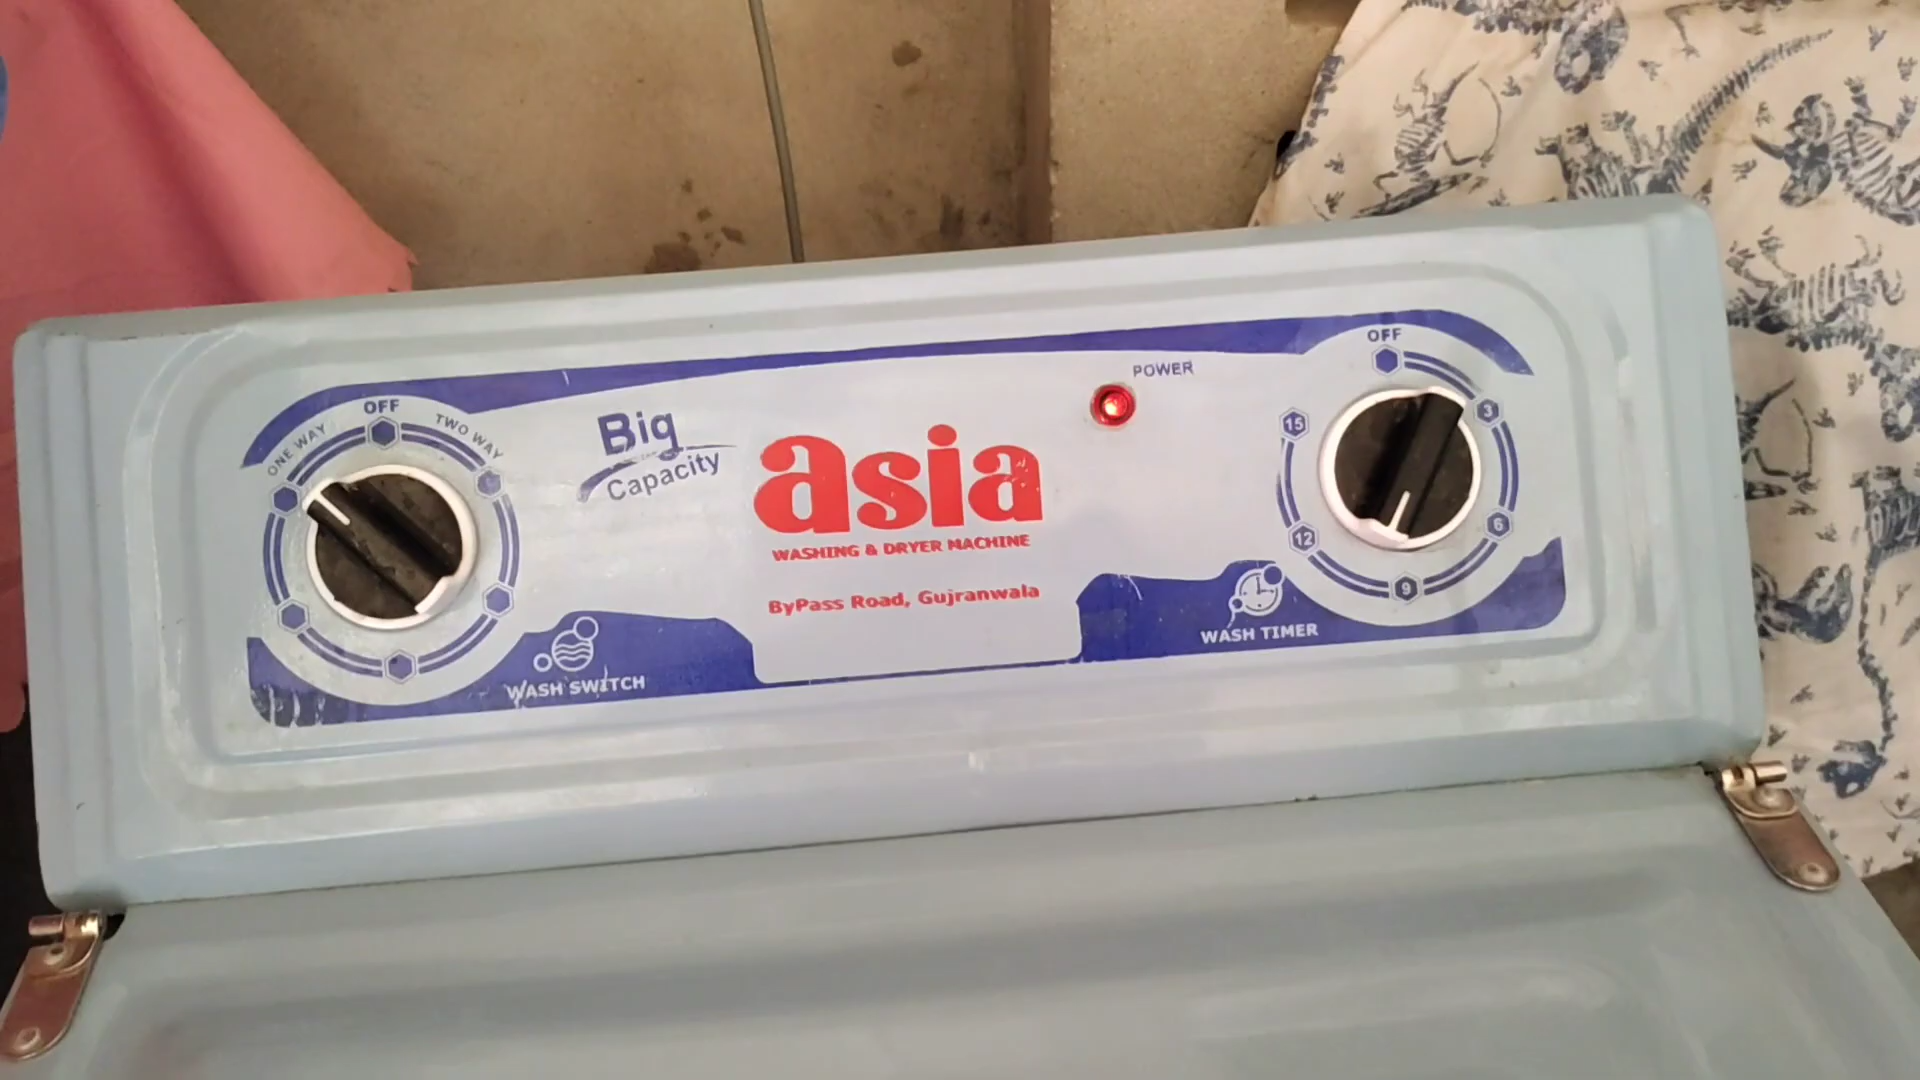 OFF
ONE WAY
TWO WAY
Big
Capacity
asia
WASHING & DRYER MACHINE
ByPass Road, Gujranwala
WASH SWITCH
POWER
OFF
3
6
9
12
15
WASH TIMER